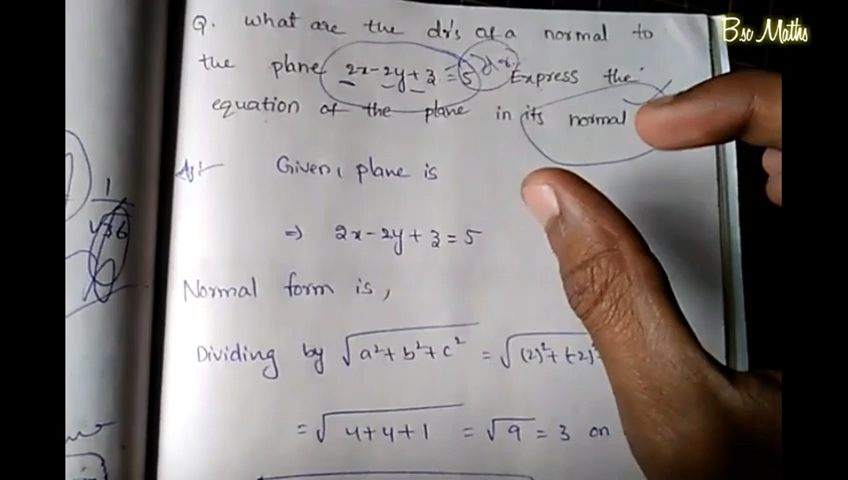 Bsc Maths
Q. What are the dr's of a normal to
the plane 2x-2y+z=5 Express the
equation of the plane in its normal
Given, plane is
⇒ 2x-2y+z=5
1
Normal form is,
Dividing by √a²+b²+c² = √(2)²+(-2)²
=√4+4+1 = √9 = 3 on